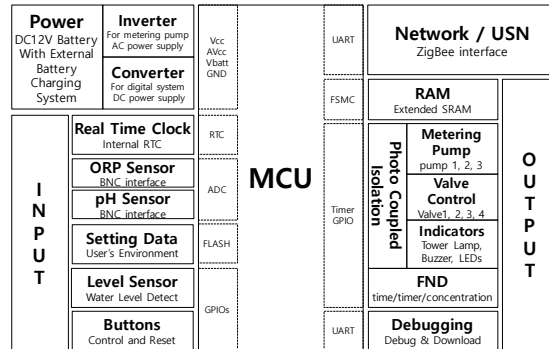 Power
DC12V Battery
With External
Battery
Charging
System
Inverter
For metering pump
AC power supply
Converter
For digital system
DC power supply
Vcc
AVcc
Vbatt
GND
INPUT
Real Time Clock
Internal RTC
RTC
ORP Sensor
BNC interface
pH Sensor
BNC interface
ADC
Setting Data
User's Environment
FLASH
Level Sensor
Water Level Detect
Buttons
Control and Reset
GPIOs
MCU
UART
Network / USN
ZigBee interface
FSMC
RAM
Extended SRAM
Timer
GPIO
Photo Coupled
Isolation
Metering
Pump
pump 1, 2, 3
Valve
Control
Valve1, 2, 3, 4
Indicators
Tower Lamp,
Buzzer, LEDs
FND
time/timer/concentration
UART
Debugging
Debug & Download
OUTPUT